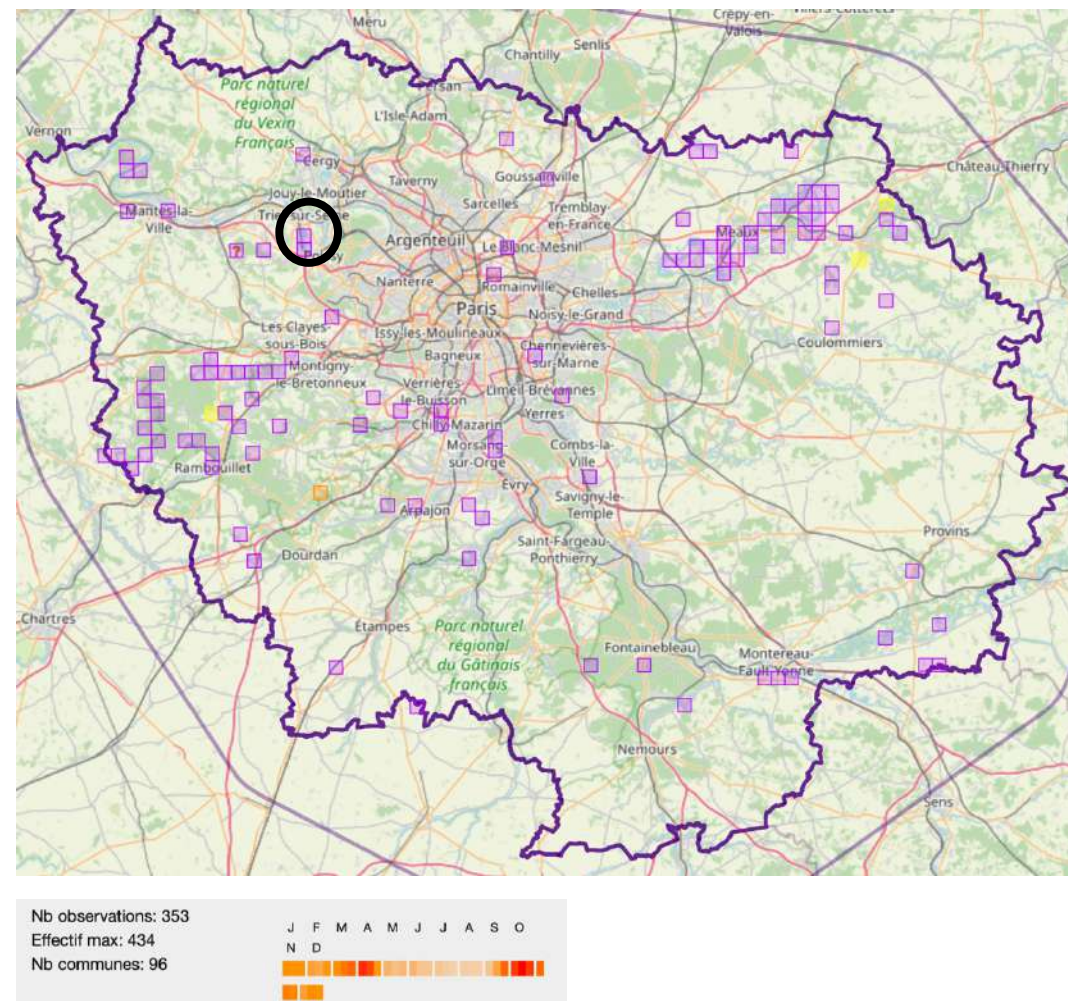 Meru
Crépy-en-
Valois
Senlis
Chantilly
Parc naturel
régional
du Vexin
Français
L'Isle-Adam
Vernon
Cergy
Taverny
Goussainville
Château-Thierry
Jouy-le-Moutier
Sarcelles
Tremblay-
en-France
Mantes-la-
Ville
Argenteuil
Le Blanc-Mesnil
Meaux
?
Nanterre
Romainville
Chelles
Paris
Noisy-le-Grand
Les Clayes-
sous-Bois
Issy-les-Moulineaux
Chennevières-
sur-Marne
Coulommiers
Bagneux
Montigny-
le-Bretonneux
Verrières-
le-Buisson
Limeil-Brévannes
Yerres
Chilly-Mazarin
Morsang-
sur-Orge
Combs-la-
Ville
Rambouillet
Évry
Savigny-le-
Temple
Arpajon
Provins
Dourdan
Saint-Fargeau-
Ponthierry
Chartres
Étampes
Parc naturel
régional
du Gâtinais
français
Fontainebleau
Montereau-
Fault-Yonne
Nemours
Sens
Nb observations: 353
Effectif max: 434
Nb communes: 96
J F M A M J J A S O
N D